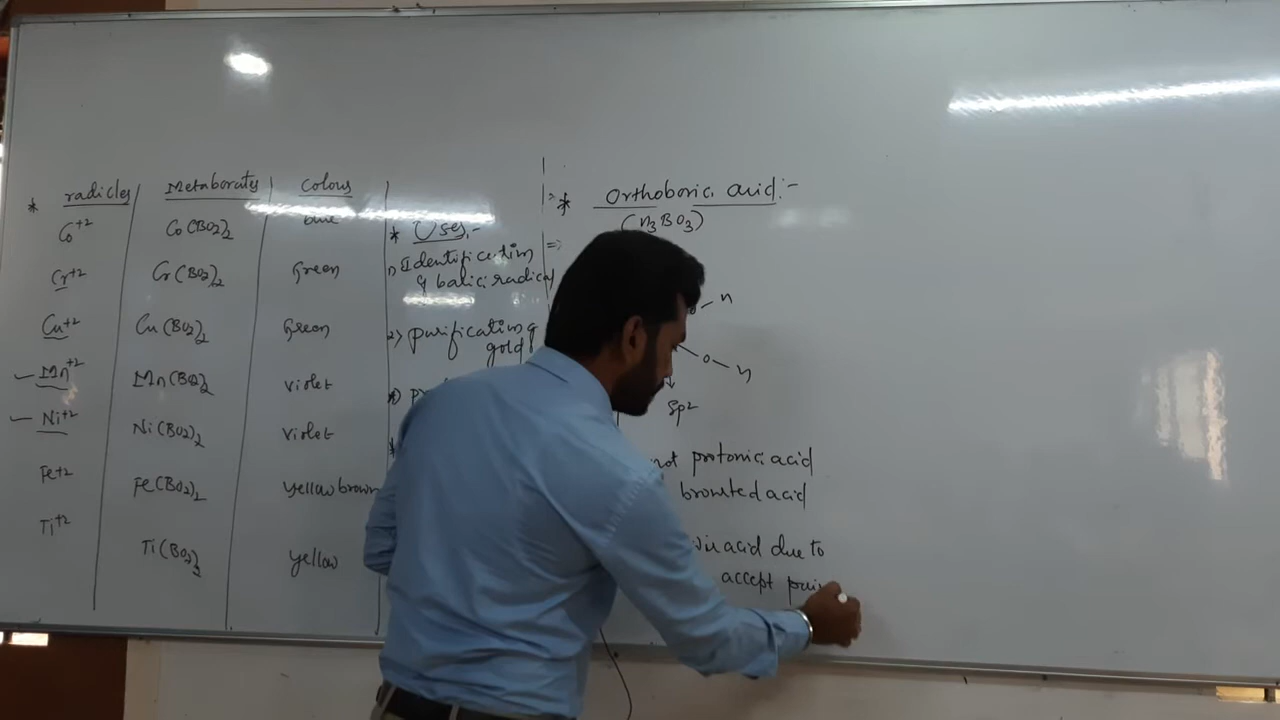 * radicles Metaborates Colous
Co+2 Co(BO2)2 blue
Cr+2 Cr(BO2)2 Green
Cu+2 Cu(BO2)2 Green
Mn+2 Mn(BO2)2 violet
Ni+2 Ni(BO2)2 violet
Fe+2 Fe(BO2)2 yellow brown
Ti+2 Ti(BO2)2 yellow
* Uses:-
1) Identification
of basic radical
2) purification of
gold
* Orthoboric acid:-
(H3BO3)
O - H
O - H
Sp2
not protonic acid
bronsted acid
acid due to
accept pair